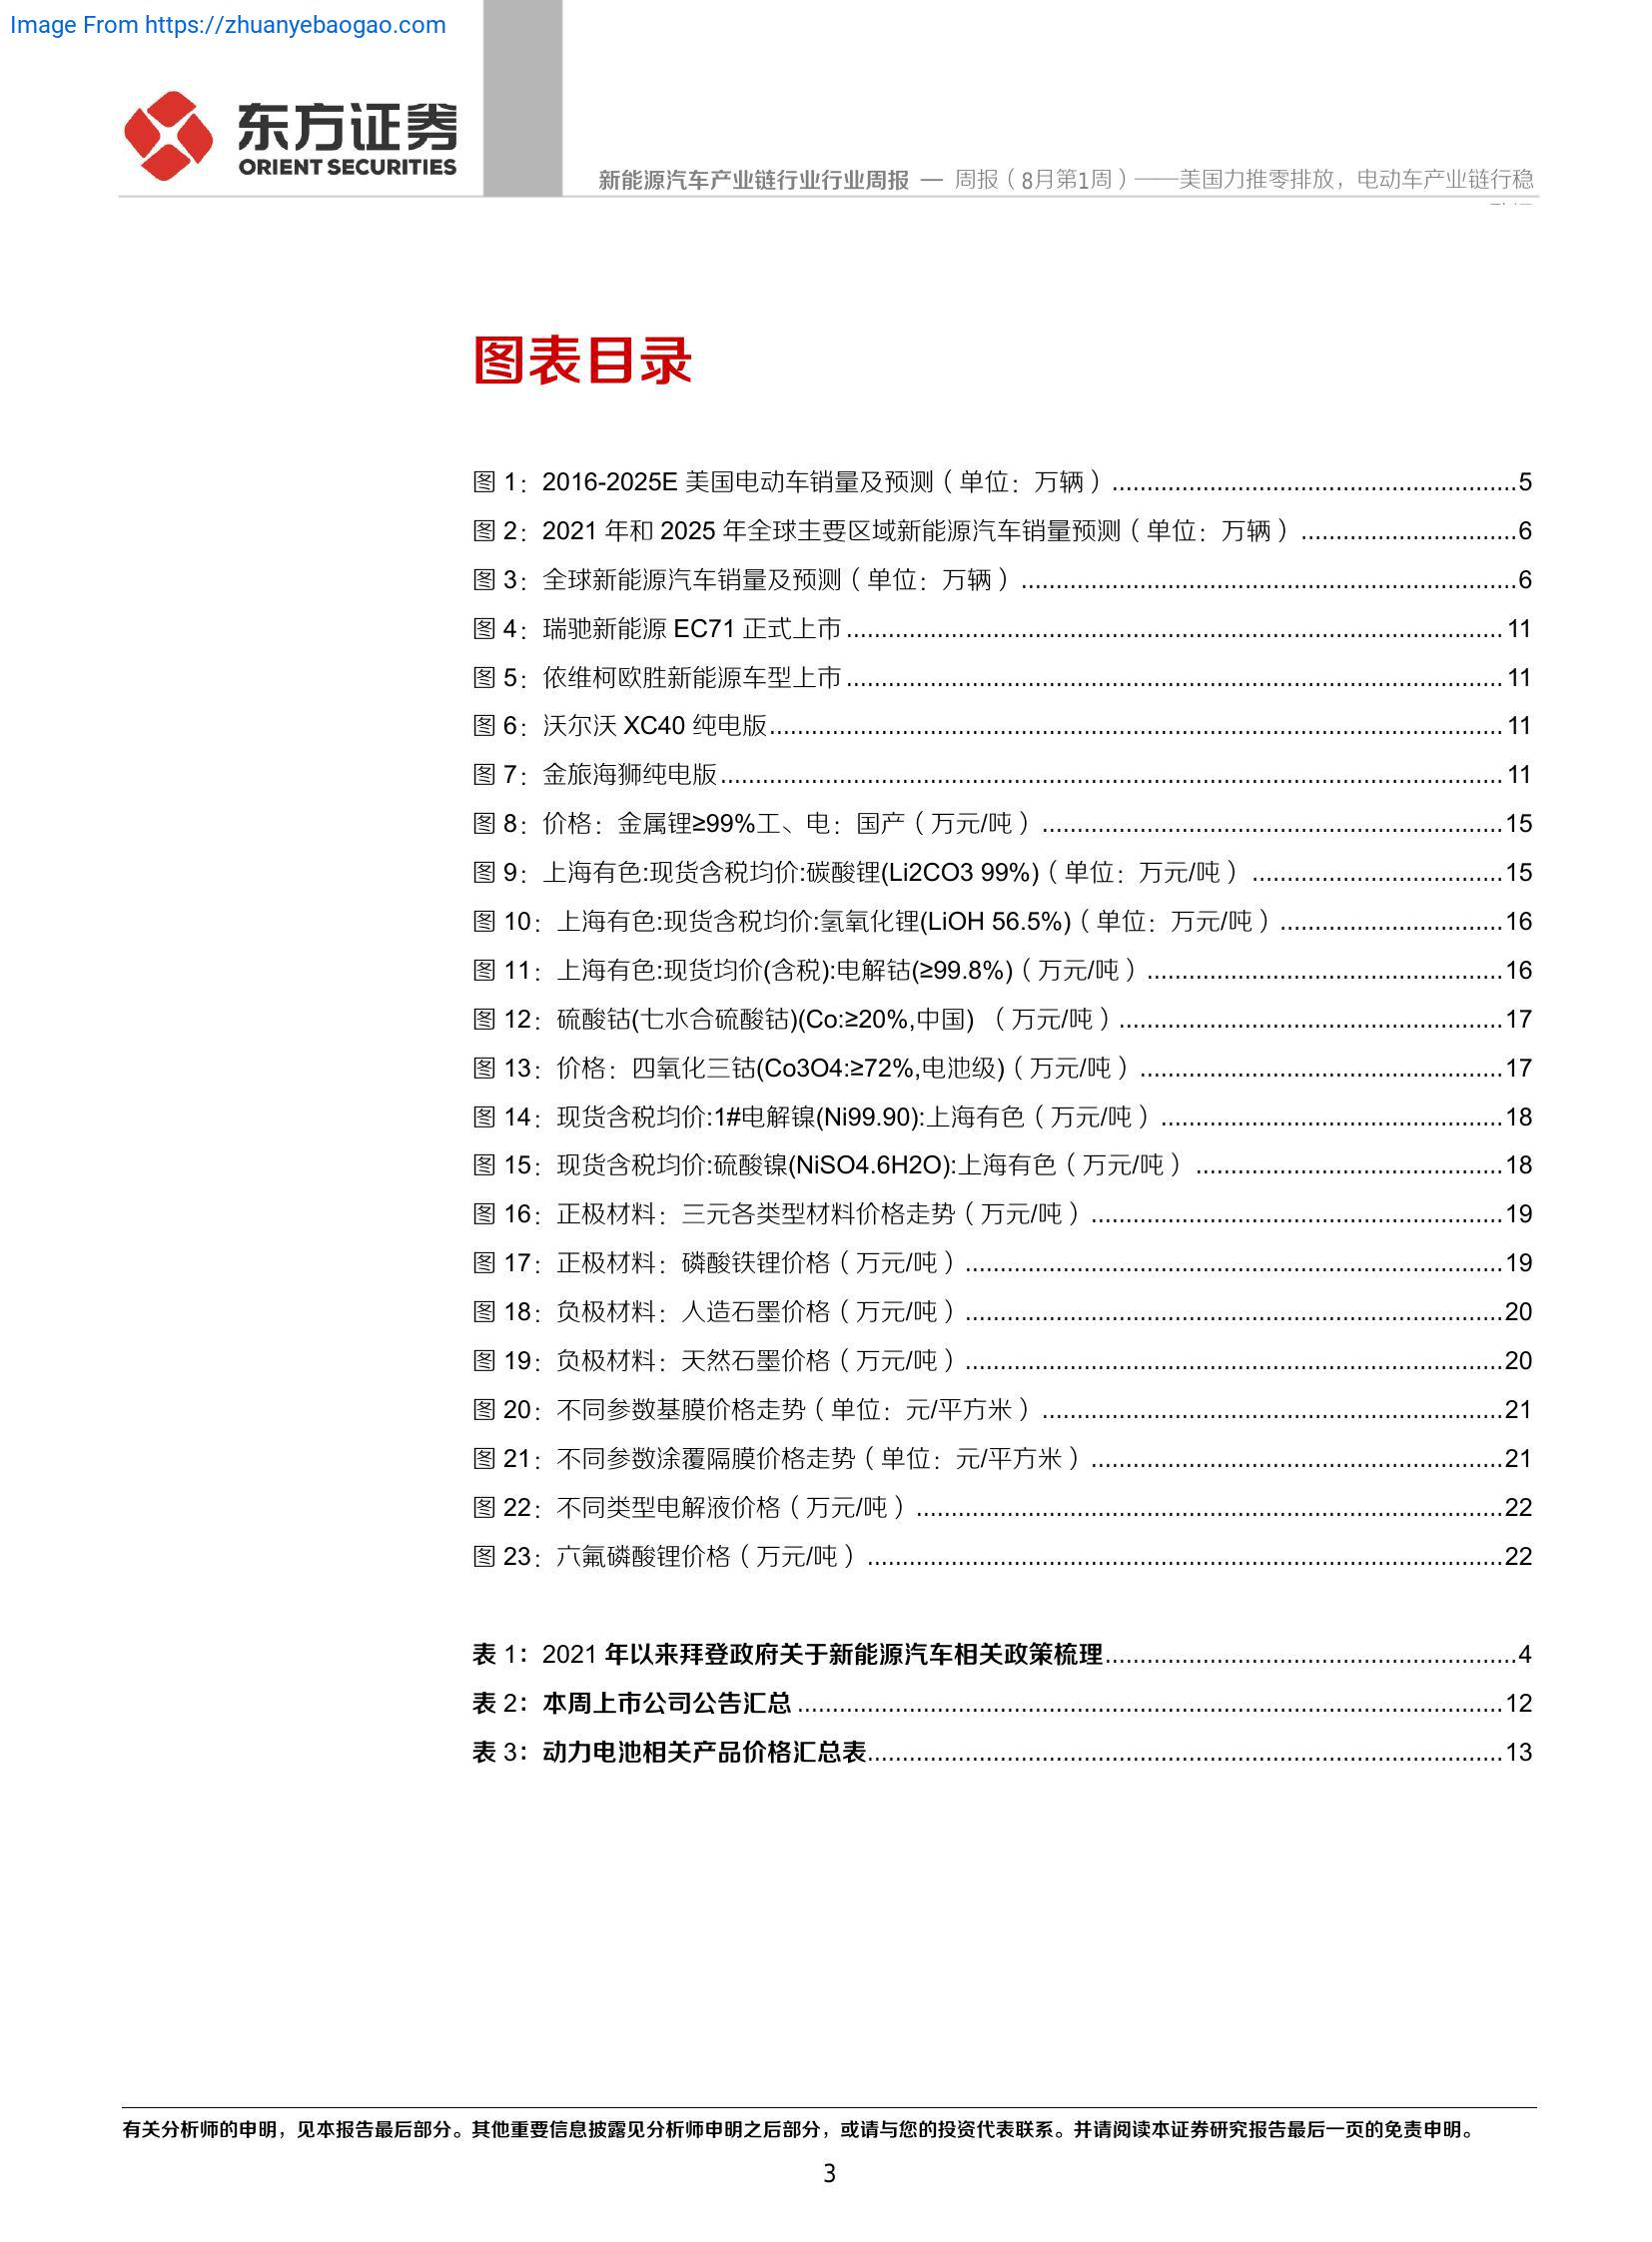 Image From https://zhuanyebaogao.com
东方证券
ORIENT SECURITIES
新能源汽车产业链行业行业周报 — 周报（8月第1周）——美国力推零排放，电动车产业链行稳
图表目录
图 1：2016-2025E 美国电动车销量及预测（单位：万辆）..........................................................5
图 2：2021 年和 2025 年全球主要区域新能源汽车销量预测（单位：万辆）...............................6
图 3：全球新能源汽车销量及预测（单位：万辆）.......................................................................6
图 4：瑞驰新能源 EC71 正式上市.............................................................................................. 11
图 5：依维柯欧胜新能源车型上市.............................................................................................. 11
图 6：沃尔沃 XC40 纯电版......................................................................................................... 11
图 7：金旅海狮纯电版................................................................................................................ 11
图 8：价格：金属锂≥99%工、电：国产（万元/吨）..................................................................15
图 9：上海有色:现货含税均价:碳酸锂(Li2CO3 99%)（单位：万元/吨）....................................15
图 10：上海有色:现货含税均价:氢氧化锂(LiOH 56.5%)（单位：万元/吨）................................16
图 11：上海有色:现货均价(含税):电解钴(≥99.8%)（万元/吨）...................................................16
图 12：硫酸钴(七水合硫酸钴)(Co:≥20%,中国) （万元/吨）.......................................................17
图 13：价格：四氧化三钴(Co3O4:≥72%,电池级)（万元/吨）....................................................17
图 14：现货含税均价:1#电解镍(Ni99.90):上海有色（万元/吨）.................................................18
图 15：现货含税均价:硫酸镍(NiSO4.6H2O):上海有色（万元/吨）............................................18
图 16：正极材料：三元各类型材料价格走势（万元/吨）...........................................................19
图 17：正极材料：磷酸铁锂价格（万元/吨）.............................................................................19
图 18：负极材料：人造石墨价格（万元/吨）.............................................................................20
图 19：负极材料：天然石墨价格（万元/吨）.............................................................................20
图 20：不同参数基膜价格走势（单位：元/平方米）..................................................................21
图 21：不同参数涂覆隔膜价格走势（单位：元/平方米）...........................................................21
图 22：不同类型电解液价格（万元/吨）....................................................................................22
图 23：六氟磷酸锂价格（万元/吨）...........................................................................................22
表 1：2021 年以来拜登政府关于新能源汽车相关政策梳理...........................................................4
表 2：本周上市公司公告汇总.....................................................................................................12
表 3：动力电池相关产品价格汇总表...........................................................................................13
有关分析师的申明，见本报告最后部分。其他重要信息披露见分析师申明之后部分，或请与您的投资代表联系。并请阅读本证券研究报告最后一页的免责申明。
3